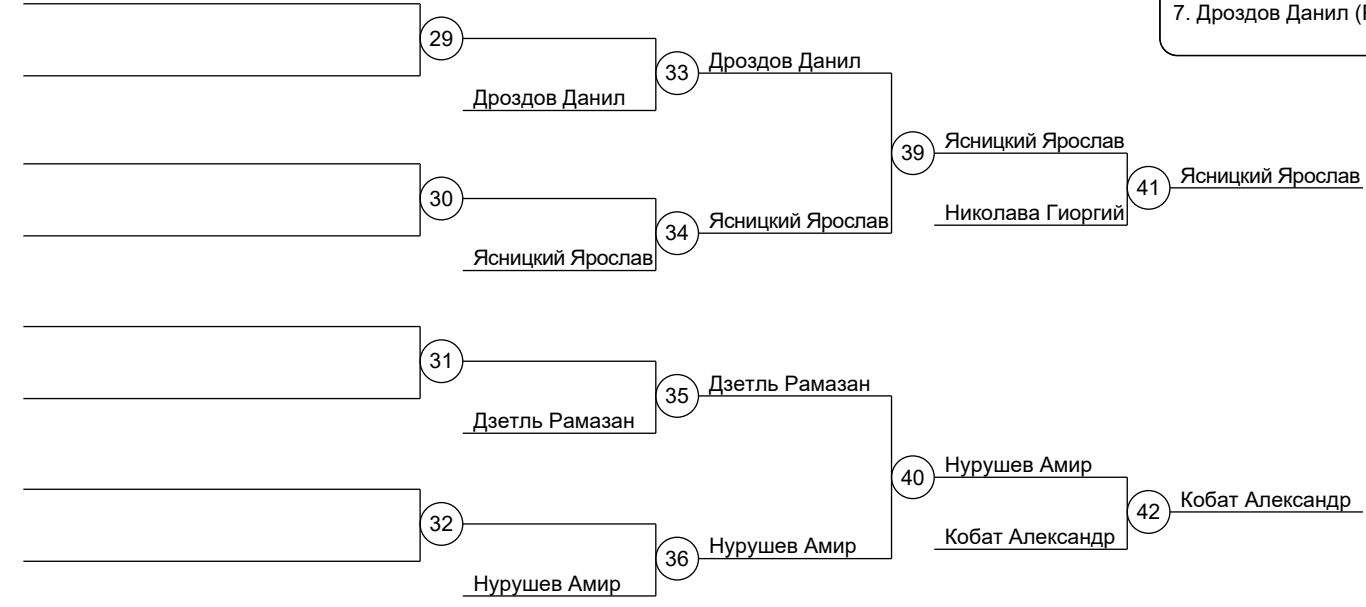 7. Дроздов Данил (
29
33
Дроздов Данил
Дроздов Данил
39
Ясницкий Ярослав
41
Ясницкий Ярослав
30
34
Ясницкий Ярослав
Николава Гиоргий
Ясницкий Ярослав
31
35
Дзетль Рамазан
Дзетль Рамазан
40
Нурушев Амир
42
Кобат Александр
32
36
Нурушев Амир
Кобат Александр
Нурушев Амир